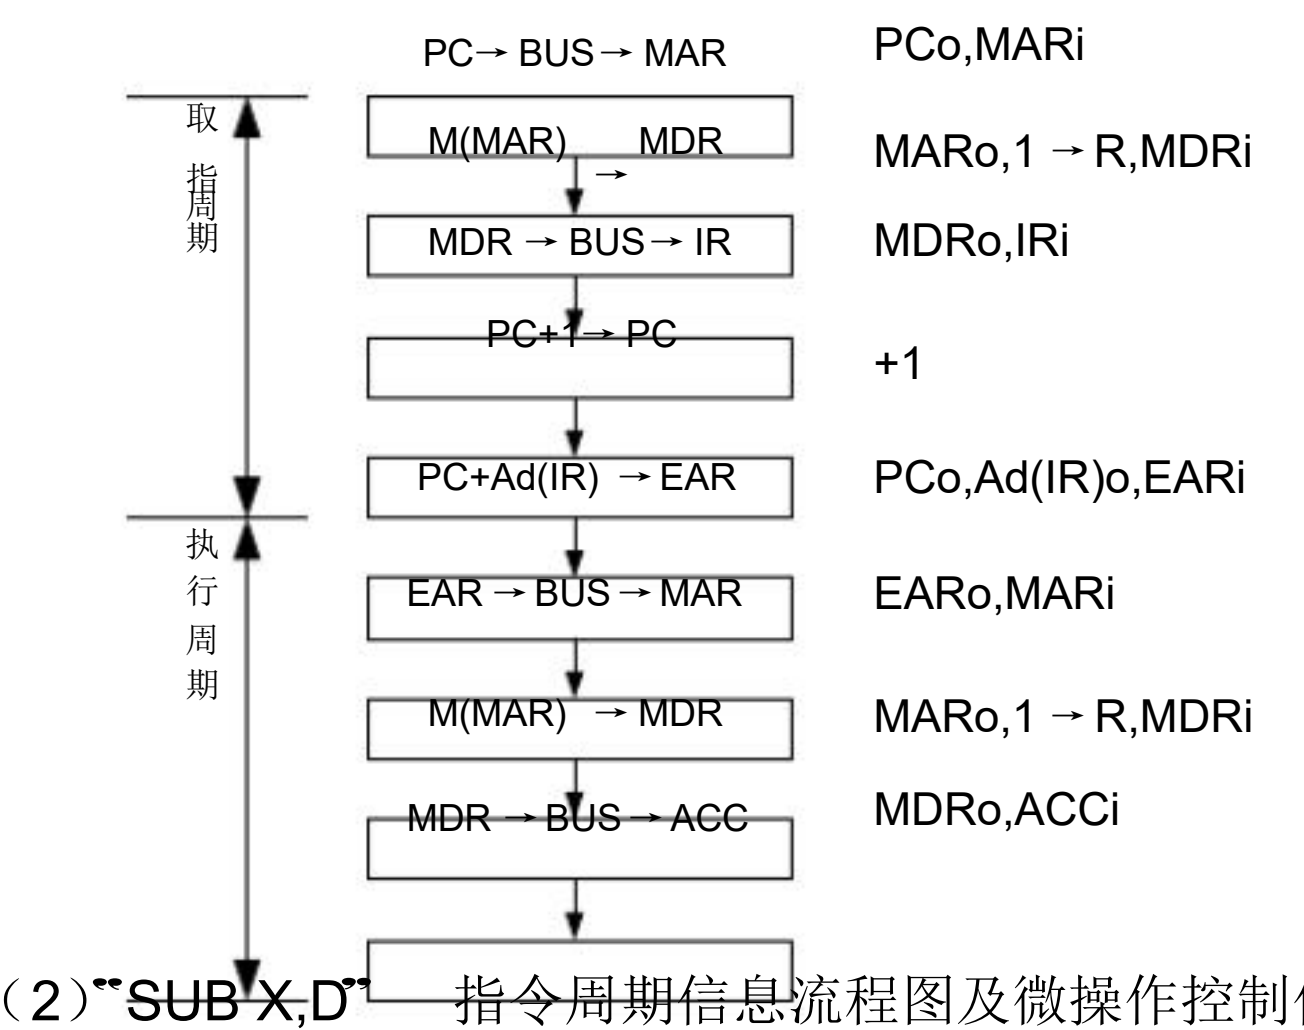 PC→ BUS→ MAR PCo,MARi
取指周期
M(MAR) → MDR MARo,1 → R,MDRi
MDR → BUS→ IR MDRo,IRi
PC+1→ PC +1
PC+Ad(IR) → EAR PCo,Ad(IR)o,EARi
执行周期
EAR → BUS → MAR EARo,MARi
M(MAR) → MDR MARo,1 → R,MDRi
MDR → BUS → ACC MDRo,ACCi
（2）“SUB X,D” 指令周期信息流程图及微操作控制